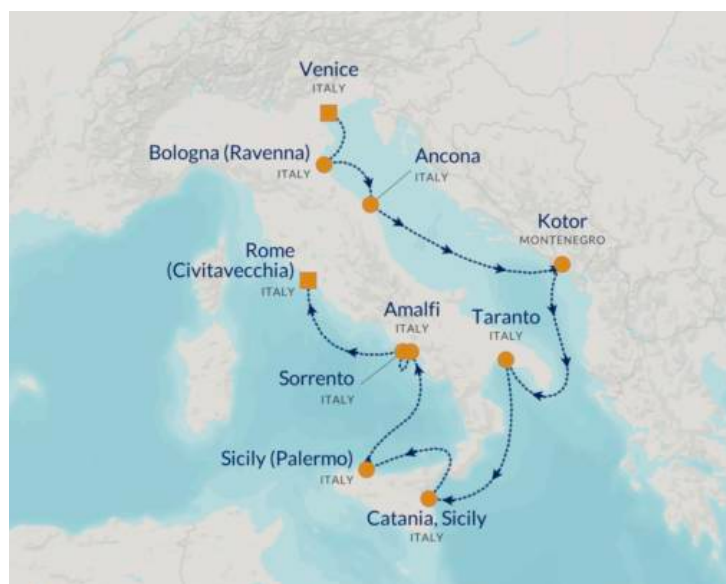 Venice
ITALY
Bologna (Ravenna)
ITALY
Ancona
ITALY
Kotor
MONTENEGRO
Rome
(Civitavecchia)
ITALY
Amalfi
ITALY
Taranto
ITALY
Sorrento
ITALY
Sicily (Palermo)
ITALY
Catania, Sicily
ITALY